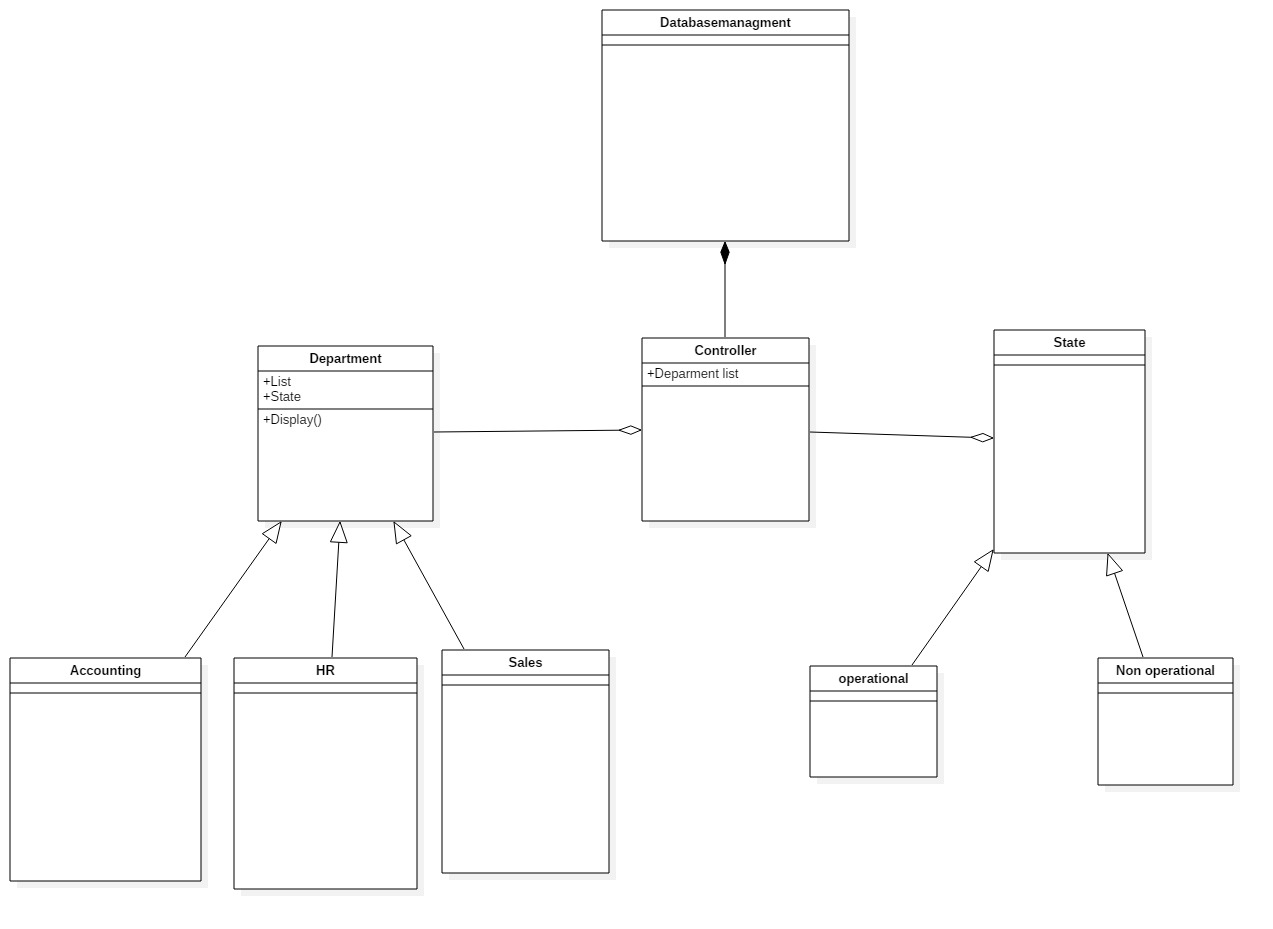 Databasemanagment
Department
+List
+State
+Display()
Controller
+Deparment list
State
Accounting
HR
Sales
operational
Non operational